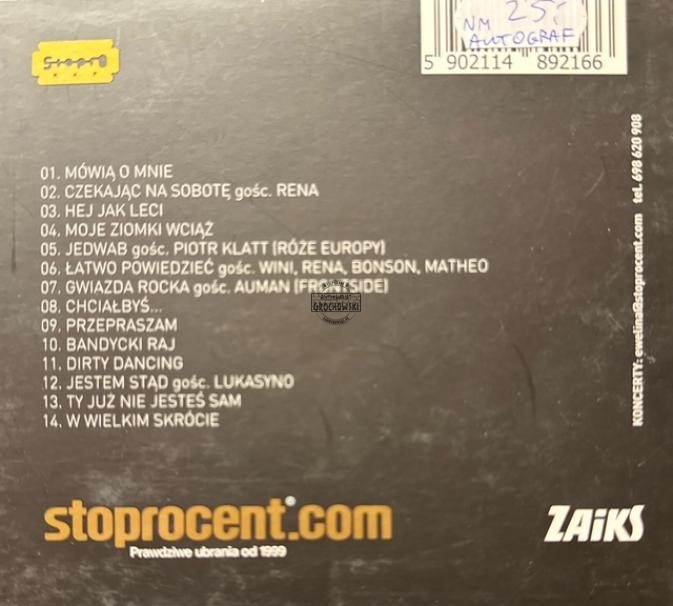 Stopro
RAP
NM 25,-
AUTOGRAF
5 902114 892166
01. MÓWIĄ O MNIE
02. CZEKAJĄC NA SOBOTĘ gośc. RENA
03. HEJ JAK LECI
04. MOJE ZIOMKI WCIĄŻ
05. JEDWAB gośc. PIOTR KLATT (RÓŻE EUROPY)
06. ŁATWO POWIEDZIEĆ gośc. WINI, RENA, BONSON, MATHEO
07. GWIAZDA ROCKA gośc. AUMAN (FRONTSIDE)
08. CHCIAŁBYŚ...
09. PRZEPRASZAM
10. BANDYCKI RAJ
11. DIRTY DANCING
12. JESTEM STĄD gośc. LUKASYNO
13. TY JUŻ NIE JESTEŚ SAM
14. W WIELKIM SKRÓCIE
GROCHOWSKI
KONCERTY: ewelina@stoprocent.com tel. 698 620 908
stoprocent.com
®
Prawdziwe ubrania od 1999
ZAiKS